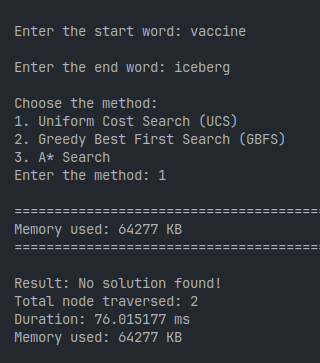 Enter the start word: vaccine
Enter the end word: iceberg
Choose the method:
1. Uniform Cost Search (UCS)
2. Greedy Best First Search (GBFS)
3. A* Search
Enter the method: 1
======================================
Memory used: 64277 KB
======================================
Result: No solution found!
Total node traversed: 2
Duration: 76.015177 ms
Memory used: 64277 KB